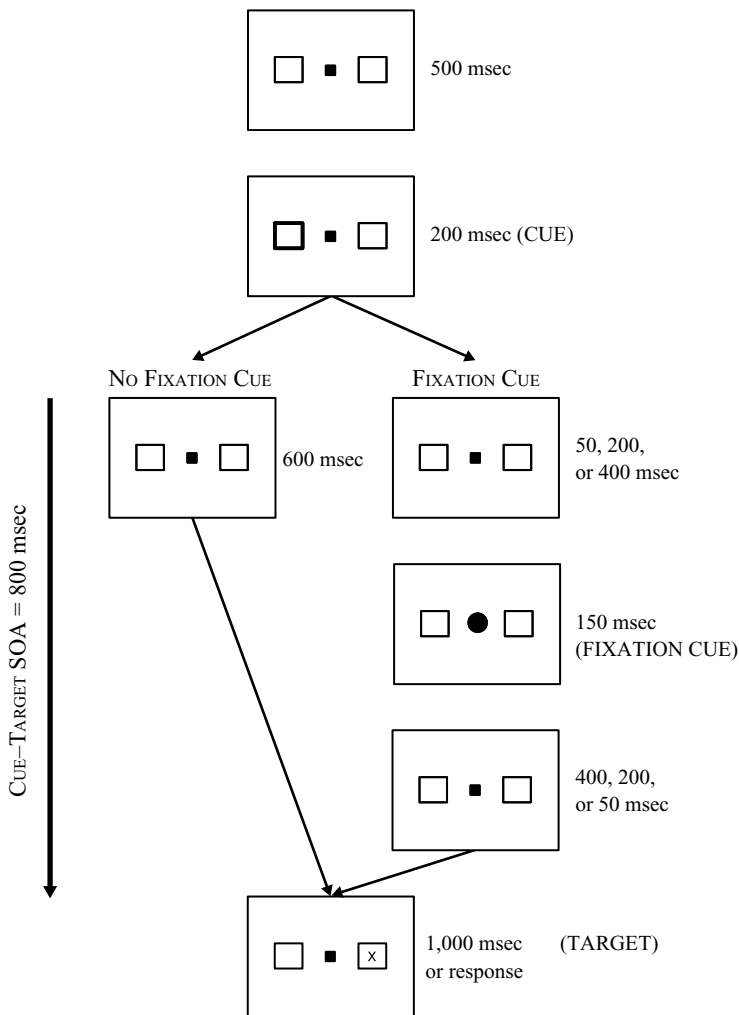 500 msec
200 msec (CUE)
NO FIXATION CUE
FIXATION CUE
600 msec
50, 200,
or 400 msec
150 msec
(FIXATION CUE)
400, 200,
or 50 msec
CUE–TARGET SOA = 800 msec
X
1,000 msec (TARGET)
or response